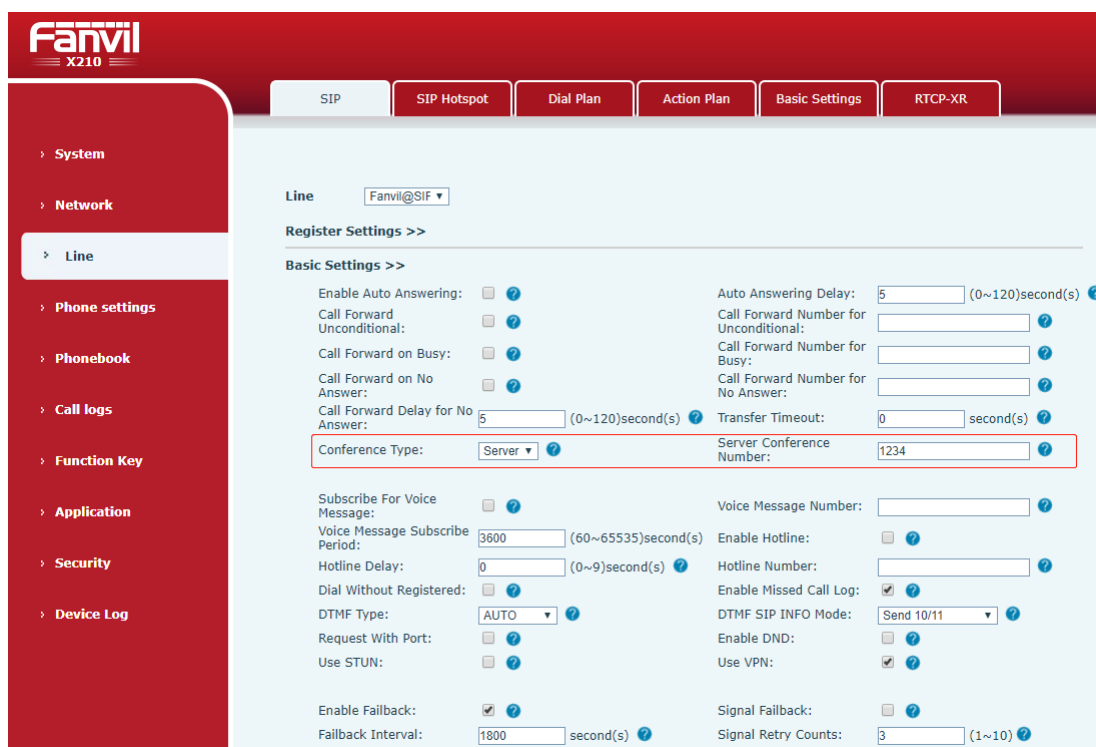 Fanvil
X210
SIP
SIP Hotspot
Dial Plan
Action Plan
Basic Settings
RTCP-XR
› System
› Network
› Line
› Phone settings
› Phonebook
› Call logs
› Function Key
› Application
› Security
› Device Log
Line Fanvil@SIF
Register Settings >>
Basic Settings >>
Enable Auto Answering: ? Auto Answering Delay: 5 (0~120)second(s) ?
Call Forward
Unconditional: ? Call Forward Number for
Unconditional: ?
Call Forward on Busy: ? Call Forward Number for
Busy: ?
Call Forward on No
Answer: ? Call Forward Number for
No Answer: ?
Call Forward Delay for No
Answer: 5 (0~120)second(s) ? Transfer Timeout: 0 second(s) ?
Conference Type: Server ? Server Conference
Number: 1234 ?
Subscribe For Voice
Message: ? Voice Message Number: ?
Voice Message Subscribe
Period: 3600 (60~65535)second(s) Enable Hotline: ?
Hotline Delay: 0 (0~9)second(s) ? Hotline Number: ?
Dial Without Registered: ? Enable Missed Call Log: ?
DTMF Type: AUTO ? DTMF SIP INFO Mode: Send 10/11 ?
Request With Port: ? Enable DND: ?
Use STUN: ? Use VPN: ?
Enable Failback: ? Signal Failback: ?
Failback Interval: 1800 second(s) ? Signal Retry Counts: 3 (1~10) ?